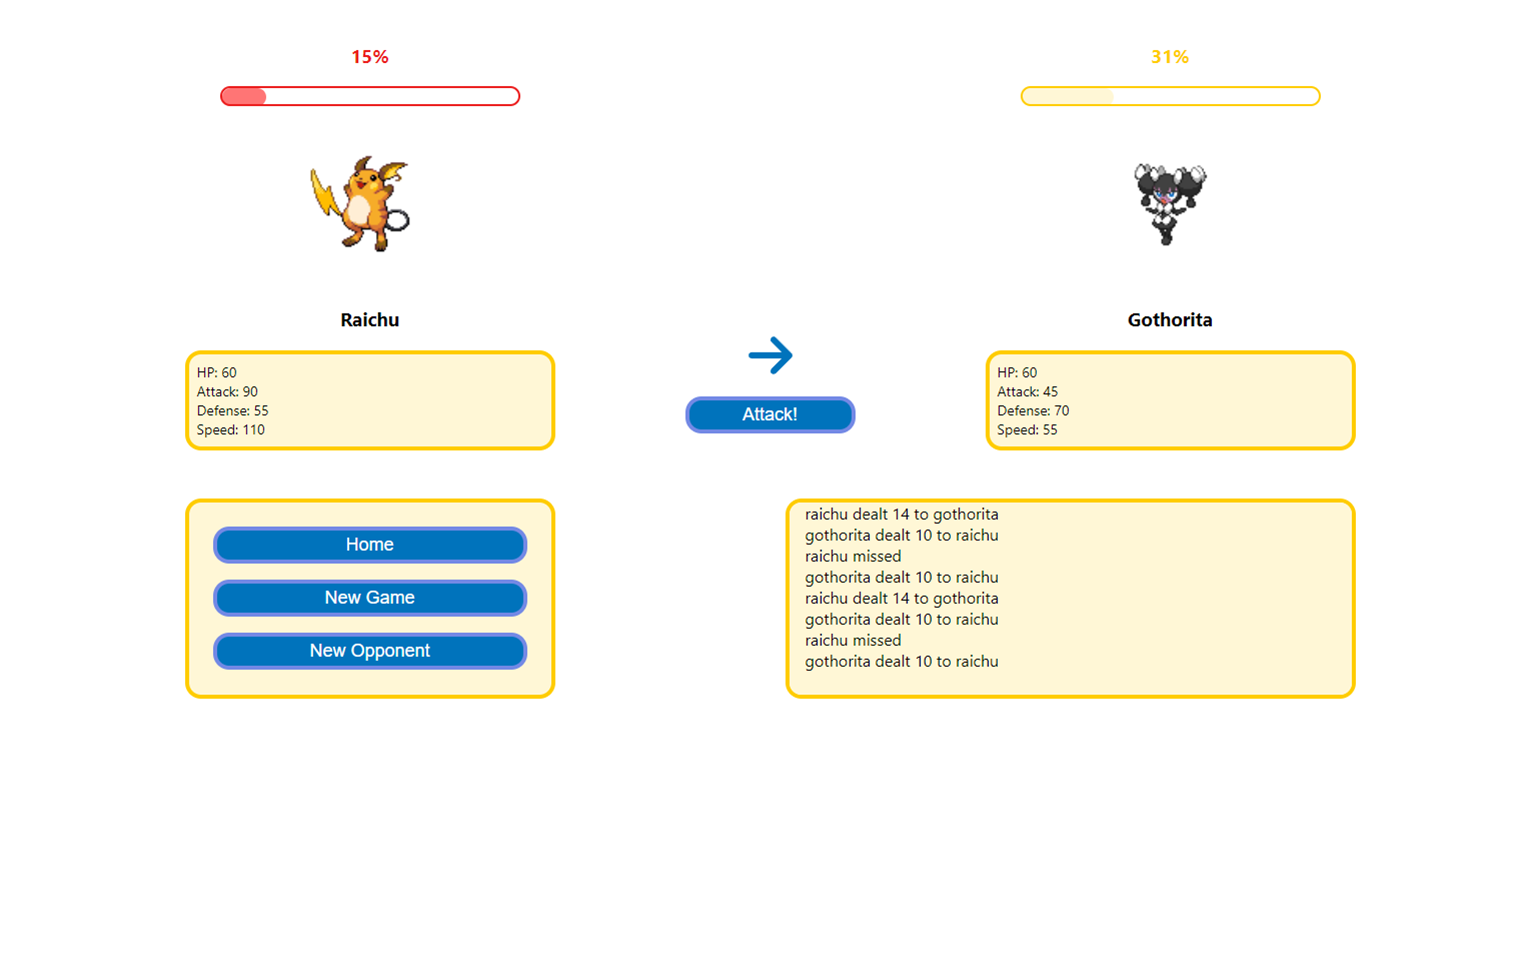 15%
31%
Raichu
Gothorita
HP: 60
Attack: 90
Defense: 55
Speed: 110
Attack!
HP: 60
Attack: 45
Defense: 70
Speed: 55
Home
New Game
New Opponent
raichu dealt 14 to gothorita
gothorita dealt 10 to raichu
raichu missed
gothorita dealt 10 to raichu
raichu dealt 14 to gothorita
gothorita dealt 10 to raichu
raichu missed
gothorita dealt 10 to raichu